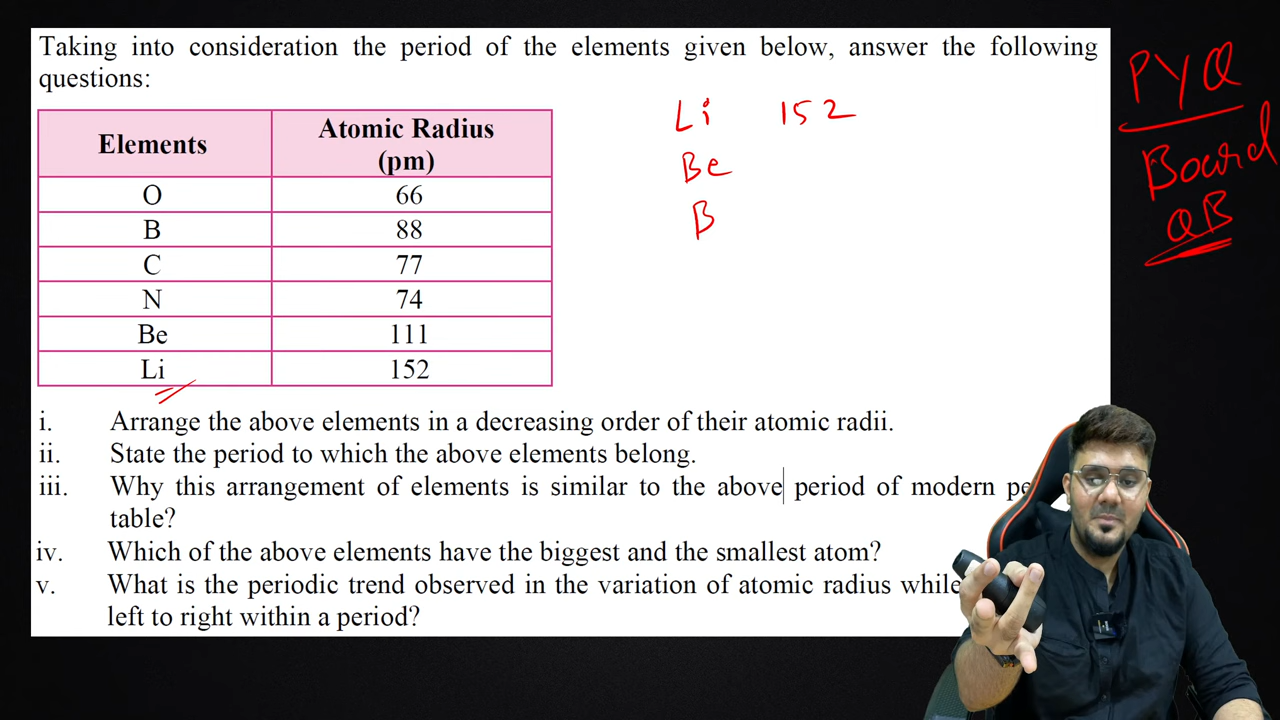 Taking into consideration the period of the elements given below, answer the following
questions:
Elements Atomic Radius (pm)
O 66
B 88
C 77
N 74
Be 111
Li 152
i. Arrange the above elements in a decreasing order of their atomic radii.
ii. State the period to which the above elements belong.
iii. Why this arrangement of elements is similar to the above period of modern pe
table?
iv. Which of the above elements have the biggest and the smallest atom?
v. What is the periodic trend observed in the variation of atomic radius while
left to right within a period?
Li 152
Be
B
PYQ
Board
QB